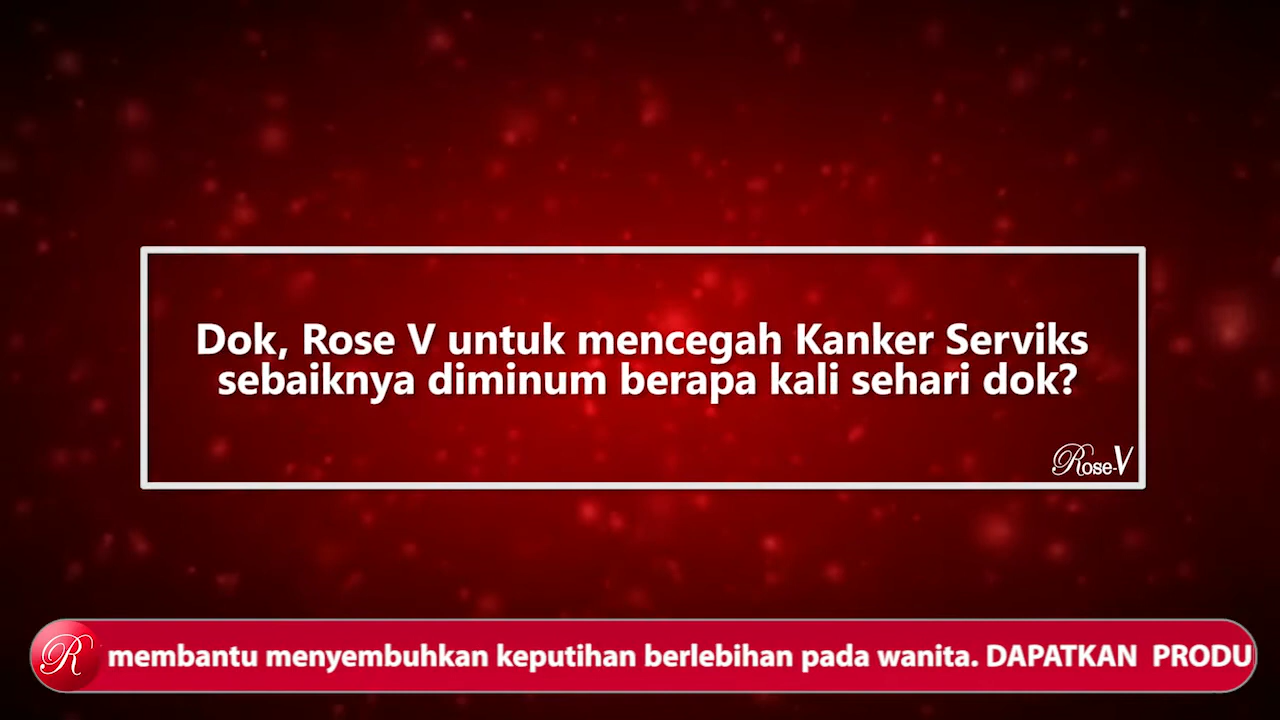 Dok, Rose V untuk mencegah Kanker Serviks
sebaiknya diminum berapa kali sehari dok?
Rose-V
R membantu menyembuhkan keputihan berlebihan pada wanita. DAPATKAN PRODU